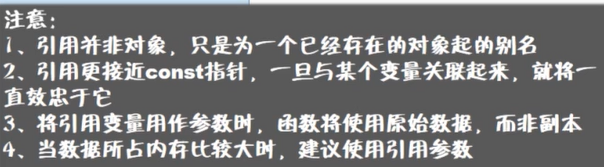 注意：
1、引用并非对象，只是为一个已经存在的对象起的别名
2、引用更接近const指针，一旦与某个变量关联起来，就将一
直效忠于它
3、将引用变量用作参数时，函数将使用原始数据，而非副本
4、当数据所占内存比较大时，建议使用引用参数